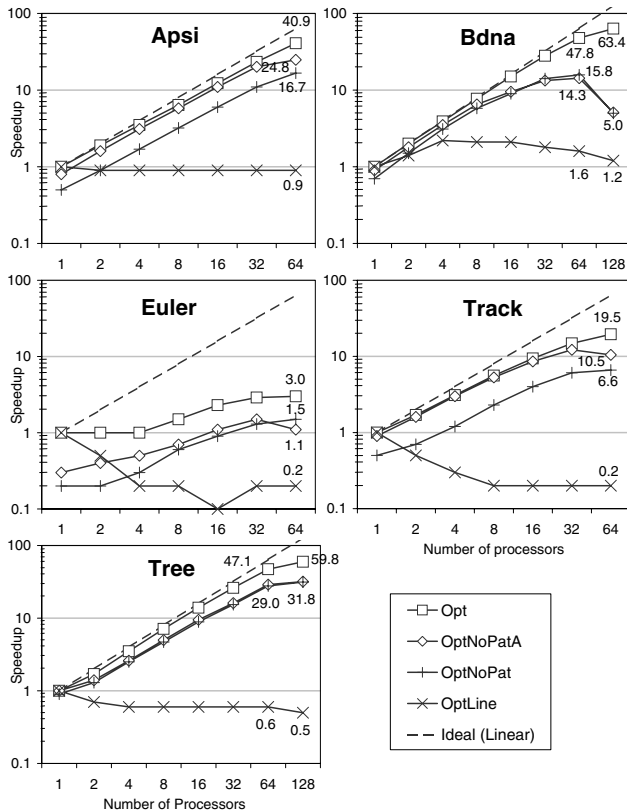 Apsi
Speedup
100
10
1
0.1
40.9
24.8
16.7
0.9
1 2 4 8 16 32 64
Bdna
Speedup
100
10
1
0.1
63.4
47.8
15.8
14.3
5.0
1.6
1.2
1 2 4 8 16 32 64 128
Euler
Speedup
100
10
1
0.1
3.0
1.5
1.1
0.2
1 2 4 8 16 32 64
Track
Speedup
100
10
1
0.1
19.5
10.5
6.6
0.2
1 2 4 8 16 32 64
Number of processors
Tree
Speedup
100
10
1
0.1
47.1
59.8
29.0
31.8
0.6
0.5
1 2 4 8 16 32 64 128
Number of Processors
Opt
OptNoPatA
OptNoPat
OptLine
Ideal (Linear)